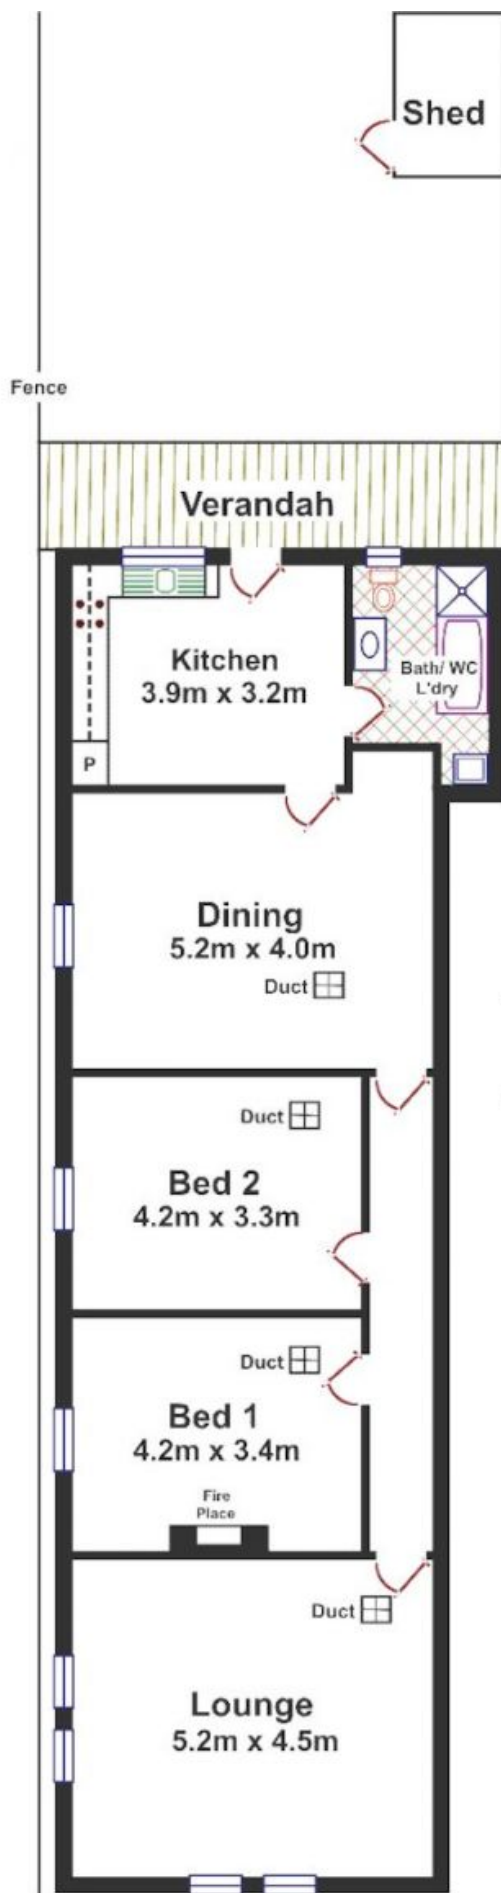 Shed
Fence
Verandah
Kitchen
3.9m x 3.2m
Bath/ WC
L'dry
P
Dining
5.2m x 4.0m
Duct
Duct
Bed 2
4.2m x 3.3m
Duct
Bed 1
4.2m x 3.4m
Fire
Place
Duct
Lounge
5.2m x 4.5m